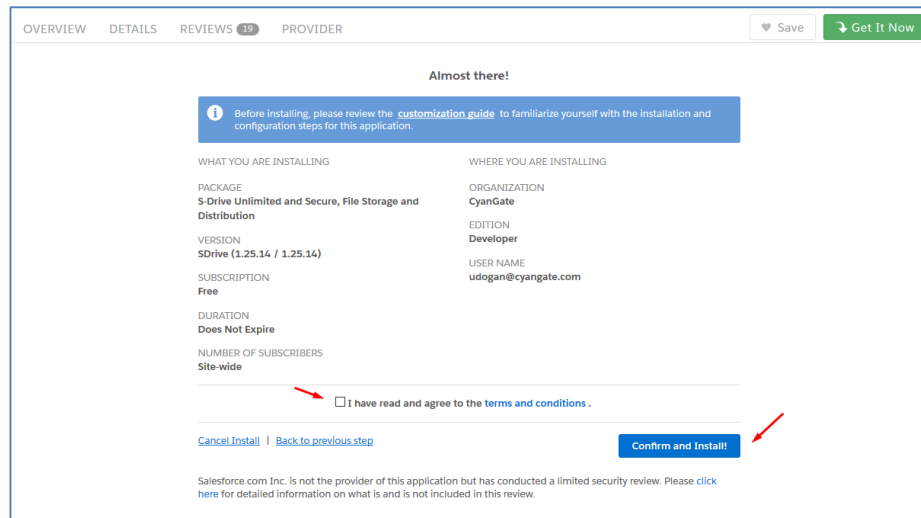 OVERVIEW DETAILS REVIEWS 19 PROVIDER Save Get It Now
Almost there!
Before installing, please review the customization guide to familiarize yourself with the installation and
configuration steps for this application.
WHAT YOU ARE INSTALLING
PACKAGE
S-Drive Unlimited and Secure, File Storage and
Distribution
VERSION
SDrive (1.25.14 / 1.25.14)
SUBSCRIPTION
Free
DURATION
Does Not Expire
NUMBER OF SUBSCRIBERS
Site-wide
WHERE YOU ARE INSTALLING
ORGANIZATION
CyanGate
EDITION
Developer
USER NAME
udogan@cyangate.com
I have read and agree to the terms and conditions .
Cancel Install | Back to previous step Confirm and Install!
Salesforce.com Inc. is not the provider of this application but has conducted a limited security review. Please click
here for detailed information on what is and is not included in this review.